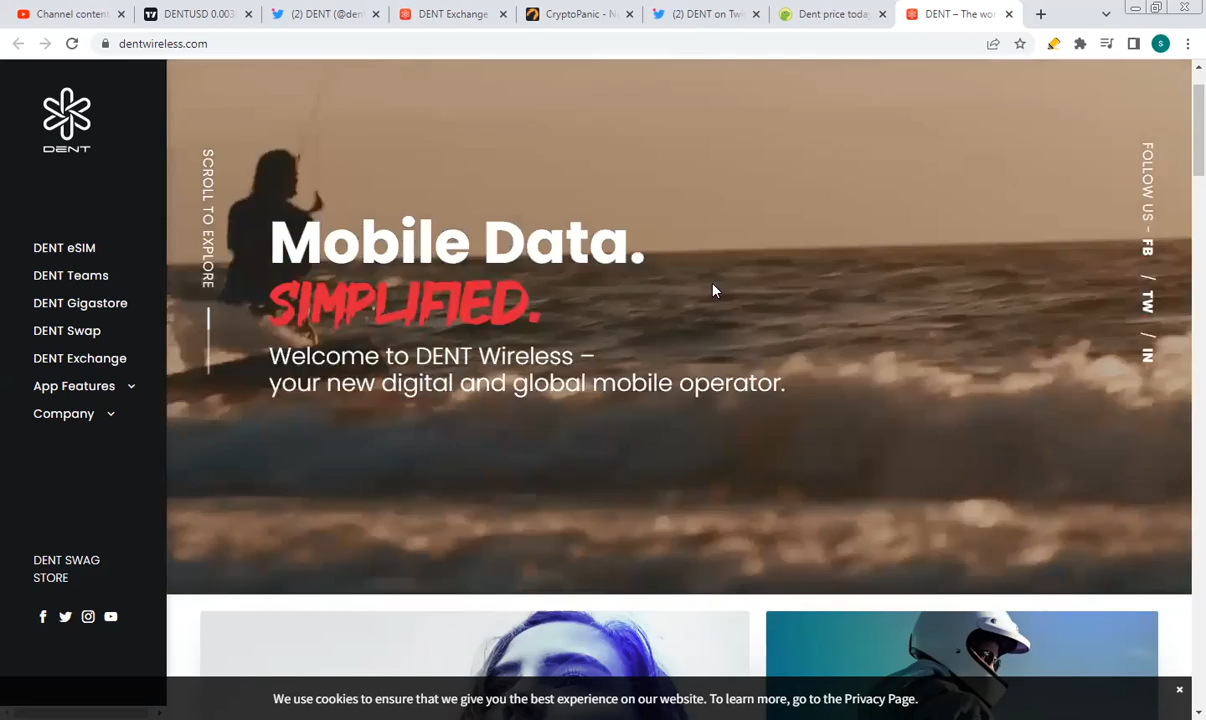 Channel content
DENTUSD 0.003
(2) DENT (@den
DENT Exchange
CryptoPanic - N
(2) DENT on Tw
Dent price toda
DENT – The wo
dentwireless.com
S
DENT
DENT eSIM
DENT Teams
DENT Gigastore
DENT Swap
DENT Exchange
App Features
Company
DENT SWAG
STORE
SCROLL TO EXPLORE
Mobile Data.
SIMPLIFIED.
Welcome to DENT Wireless –
your new digital and global mobile operator.
FOLLOW US – FB / TW / IN
We use cookies to ensure that we give you the best experience on our website. To learn more, go to the Privacy Page.